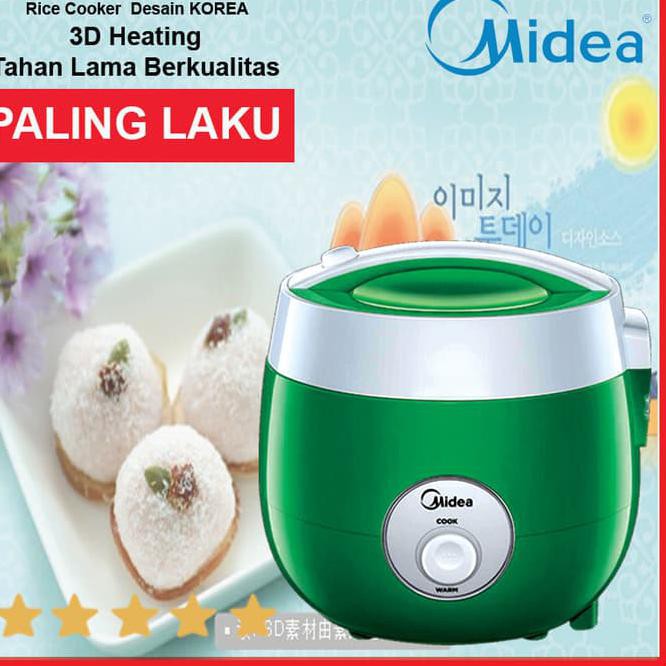 Rice Cooker Desain KOREA
3D Heating
Tahan Lama Berkualitas
PALING LAKU
Midea®
이미지
투데이 디자인소스
Midea
COOK
WARM
3D素材由